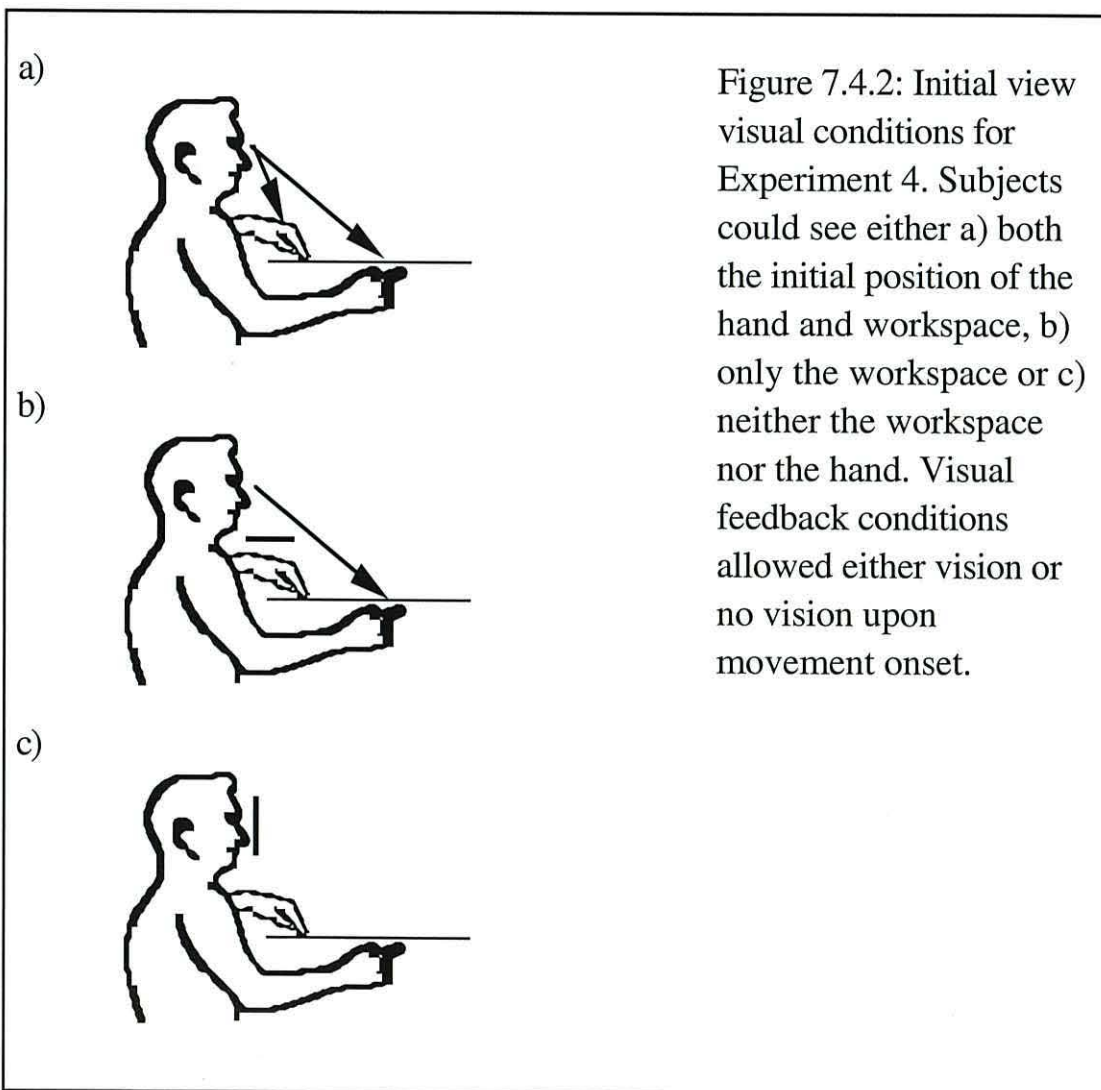 a)
Figure 7.4.2: Initial view
visual conditions for
Experiment 4. Subjects
could see either a) both
the initial position of the
hand and workspace, b)
only the workspace or c)
neither the workspace
nor the hand. Visual
feedback conditions
allowed either vision or
no vision upon
movement onset.
b)
c)